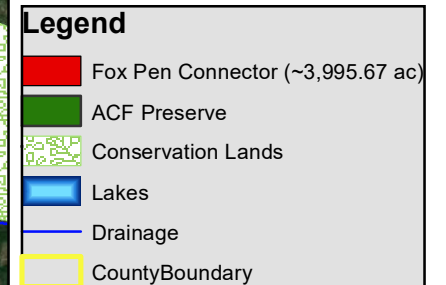 Legend
Fox Pen Connector (~3,995.67 ac)
ACF Preserve
Conservation Lands
Lakes
Drainage
CountyBoundary